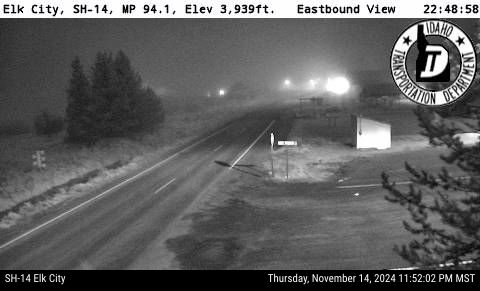 Elk City, SH-14, MP 94.1, Elev 3,939ft.   Eastbound View   22:48:58
IDAHO
TRANSPORTATION DEPARTMENT
SH-14 Elk City   Thursday, November 14, 2024 11:52:02 PM MST